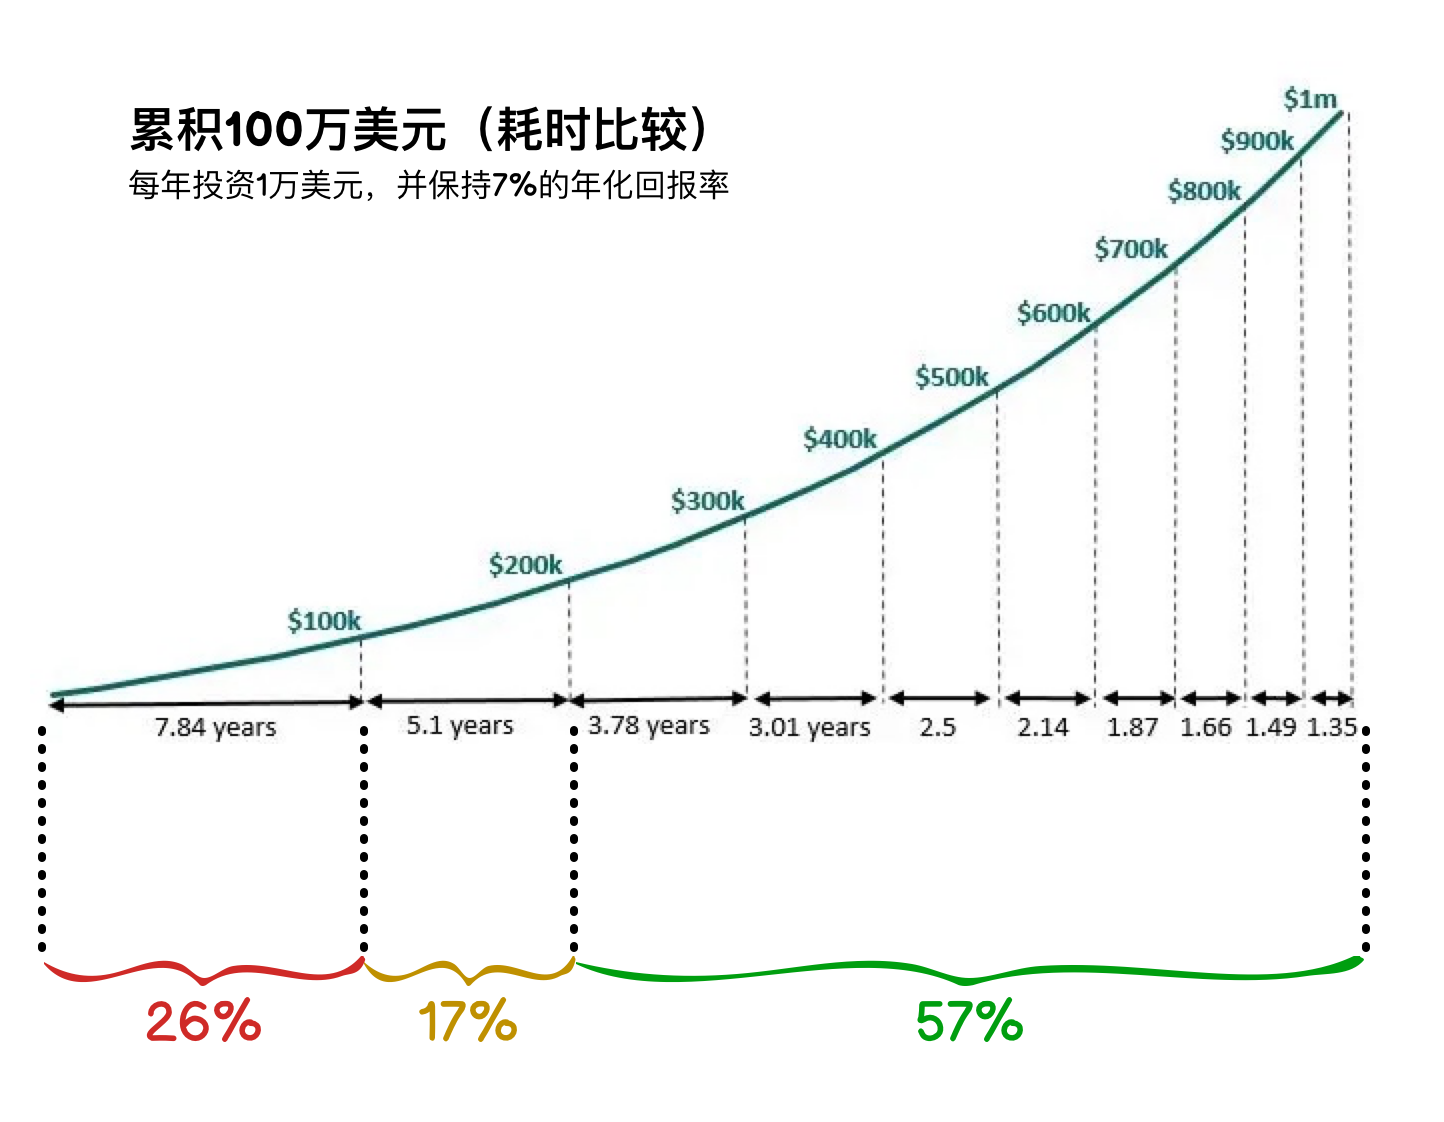 累积100万美元（耗时比较）
每年投资1万美元，并保持7%的年化回报率
$1m
$900k
$800k
$700k
$600k
$500k
$400k
$300k
$200k
$100k
7.84 years 5.1 years 3.78 years 3.01 years 2.5 2.14 1.87 1.66 1.49 1.35
26% 17% 57%